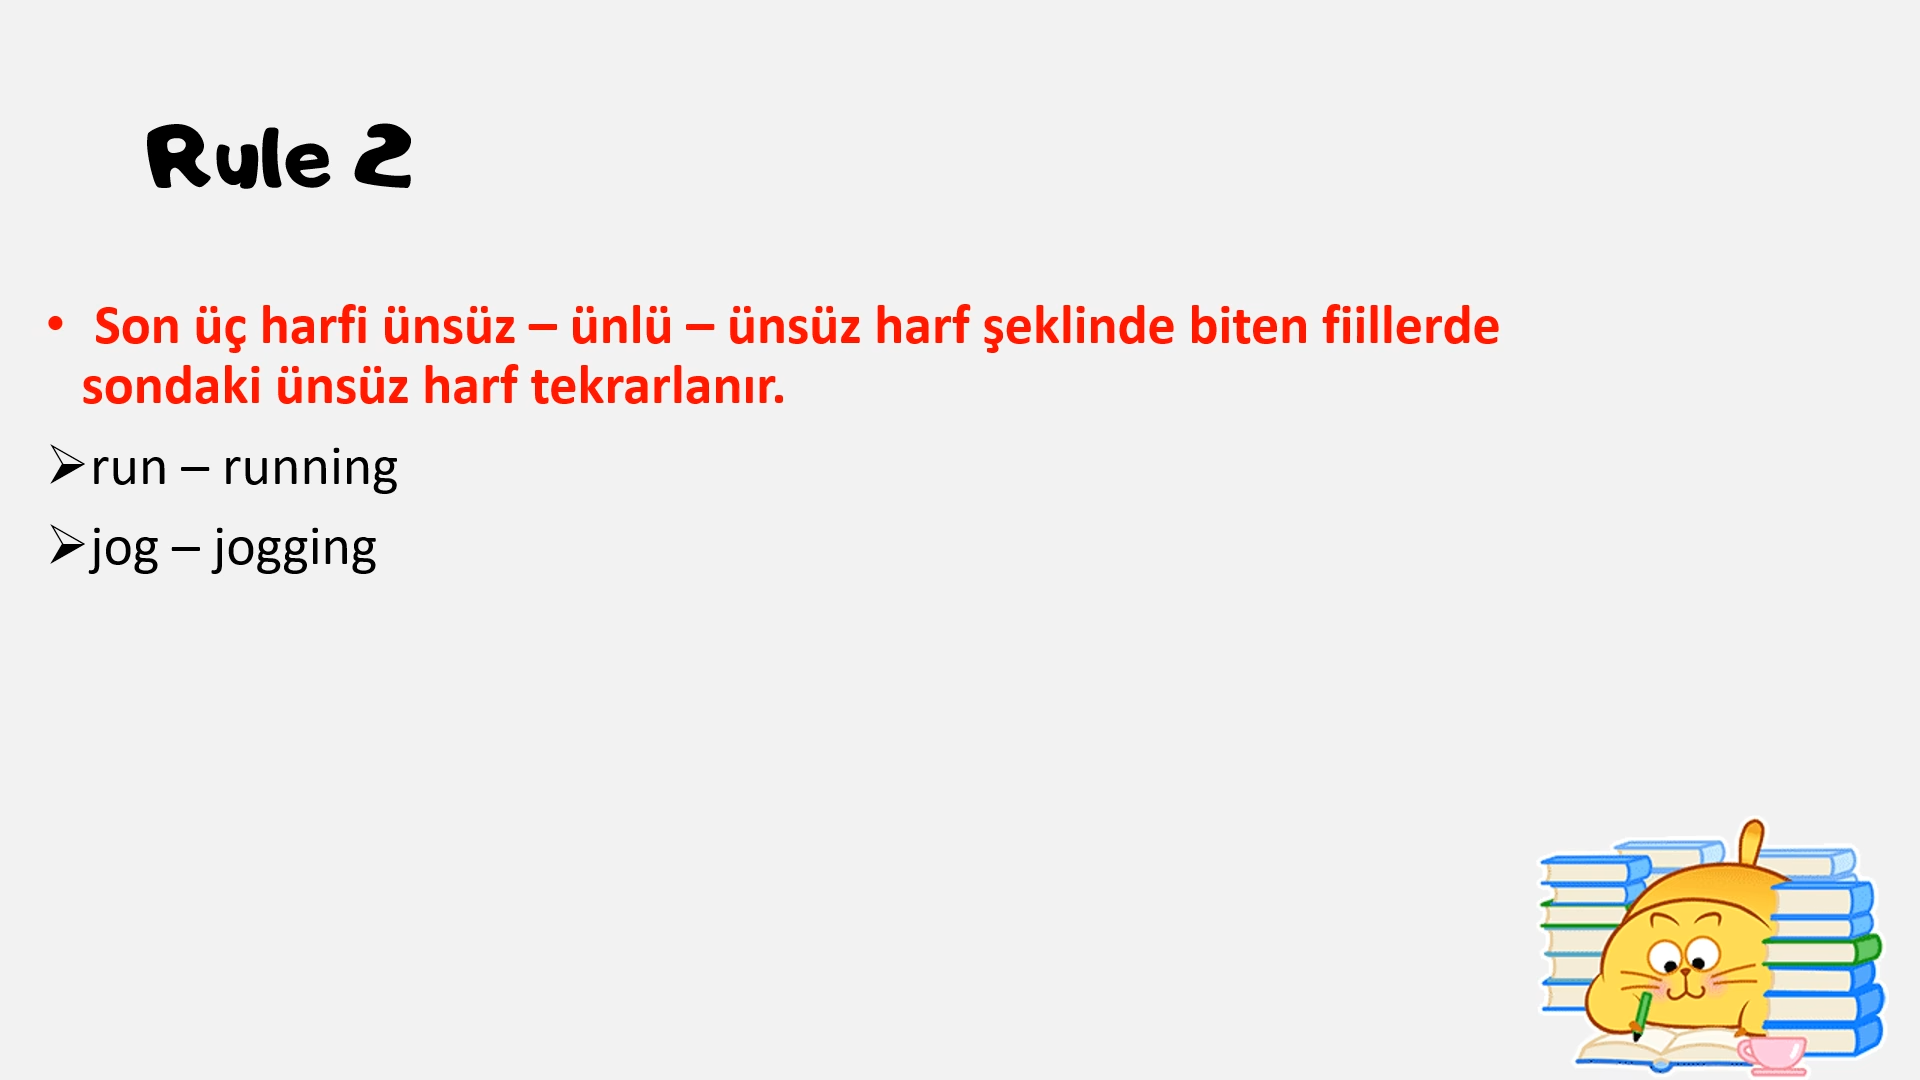 Rule 2
• Son üç harfi ünsüz – ünlü – ünsüz harf şeklinde biten fiillerde
sondaki ünsüz harf tekrarlanır.
➢run – running
➢jog – jogging